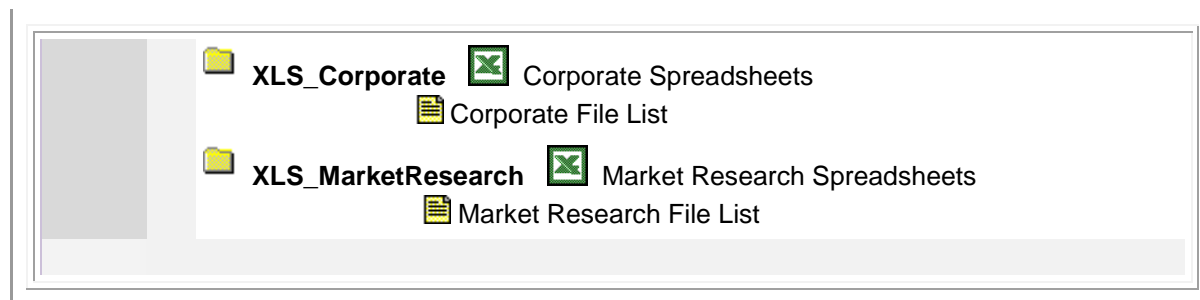 XLS_Corporate Corporate Spreadsheets
Corporate File List
XLS_MarketResearch Market Research Spreadsheets
Market Research File List